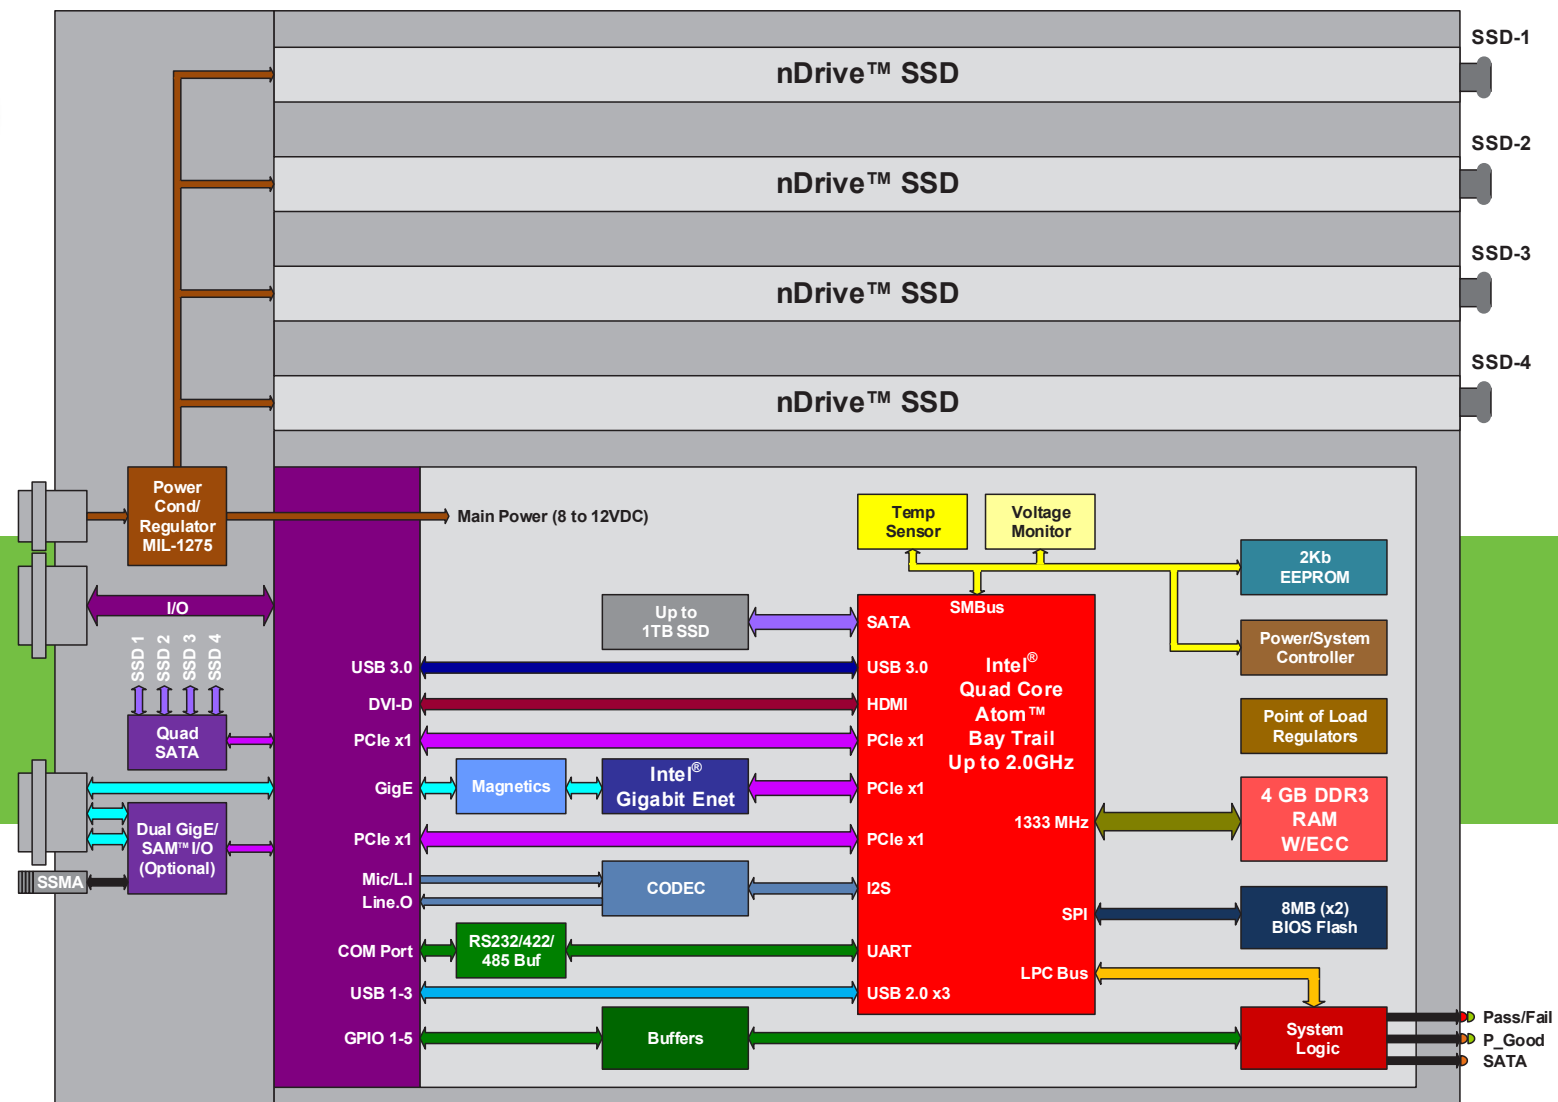 SSD-1
nDrive™ SSD
SSD-2
nDrive™ SSD
SSD-3
nDrive™ SSD
SSD-4
nDrive™ SSD
Power
Cond/
Regulator
MIL-1275
Main Power (8 to 12VDC)
Temp
Sensor
Voltage
Monitor
2Kb
EEPROM
I/O
Up to
1TB SSD
SATA
SMBus
Power/System
Controller
SSD 1
SSD 2
SSD 3
SSD 4
USB 3.0
USB 3.0
Intel®
Quad Core
Atom™
Bay Trail
Up to 2.0GHz
DVI-D
HDMI
Point of Load
Regulators
Quad
SATA
PCIe x1
PCIe x1
GigE
Magnetics
Intel®
Gigabit Enet
PCIe x1
4 GB DDR3
RAM
W/ECC
1333 MHz
Dual GigE/
SAM™ I/O
(Optional)
PCIe x1
PCIe x1
SSMA
Mic/L.I
Line.O
CODEC
I2S
SPI
8MB (x2)
BIOS Flash
COM Port
RS232/422/
485 Buf
UART
LPC Bus
USB 1-3
USB 2.0 x3
GPIO 1-5
Buffers
System
Logic
Pass/Fail
P_Good
SATA